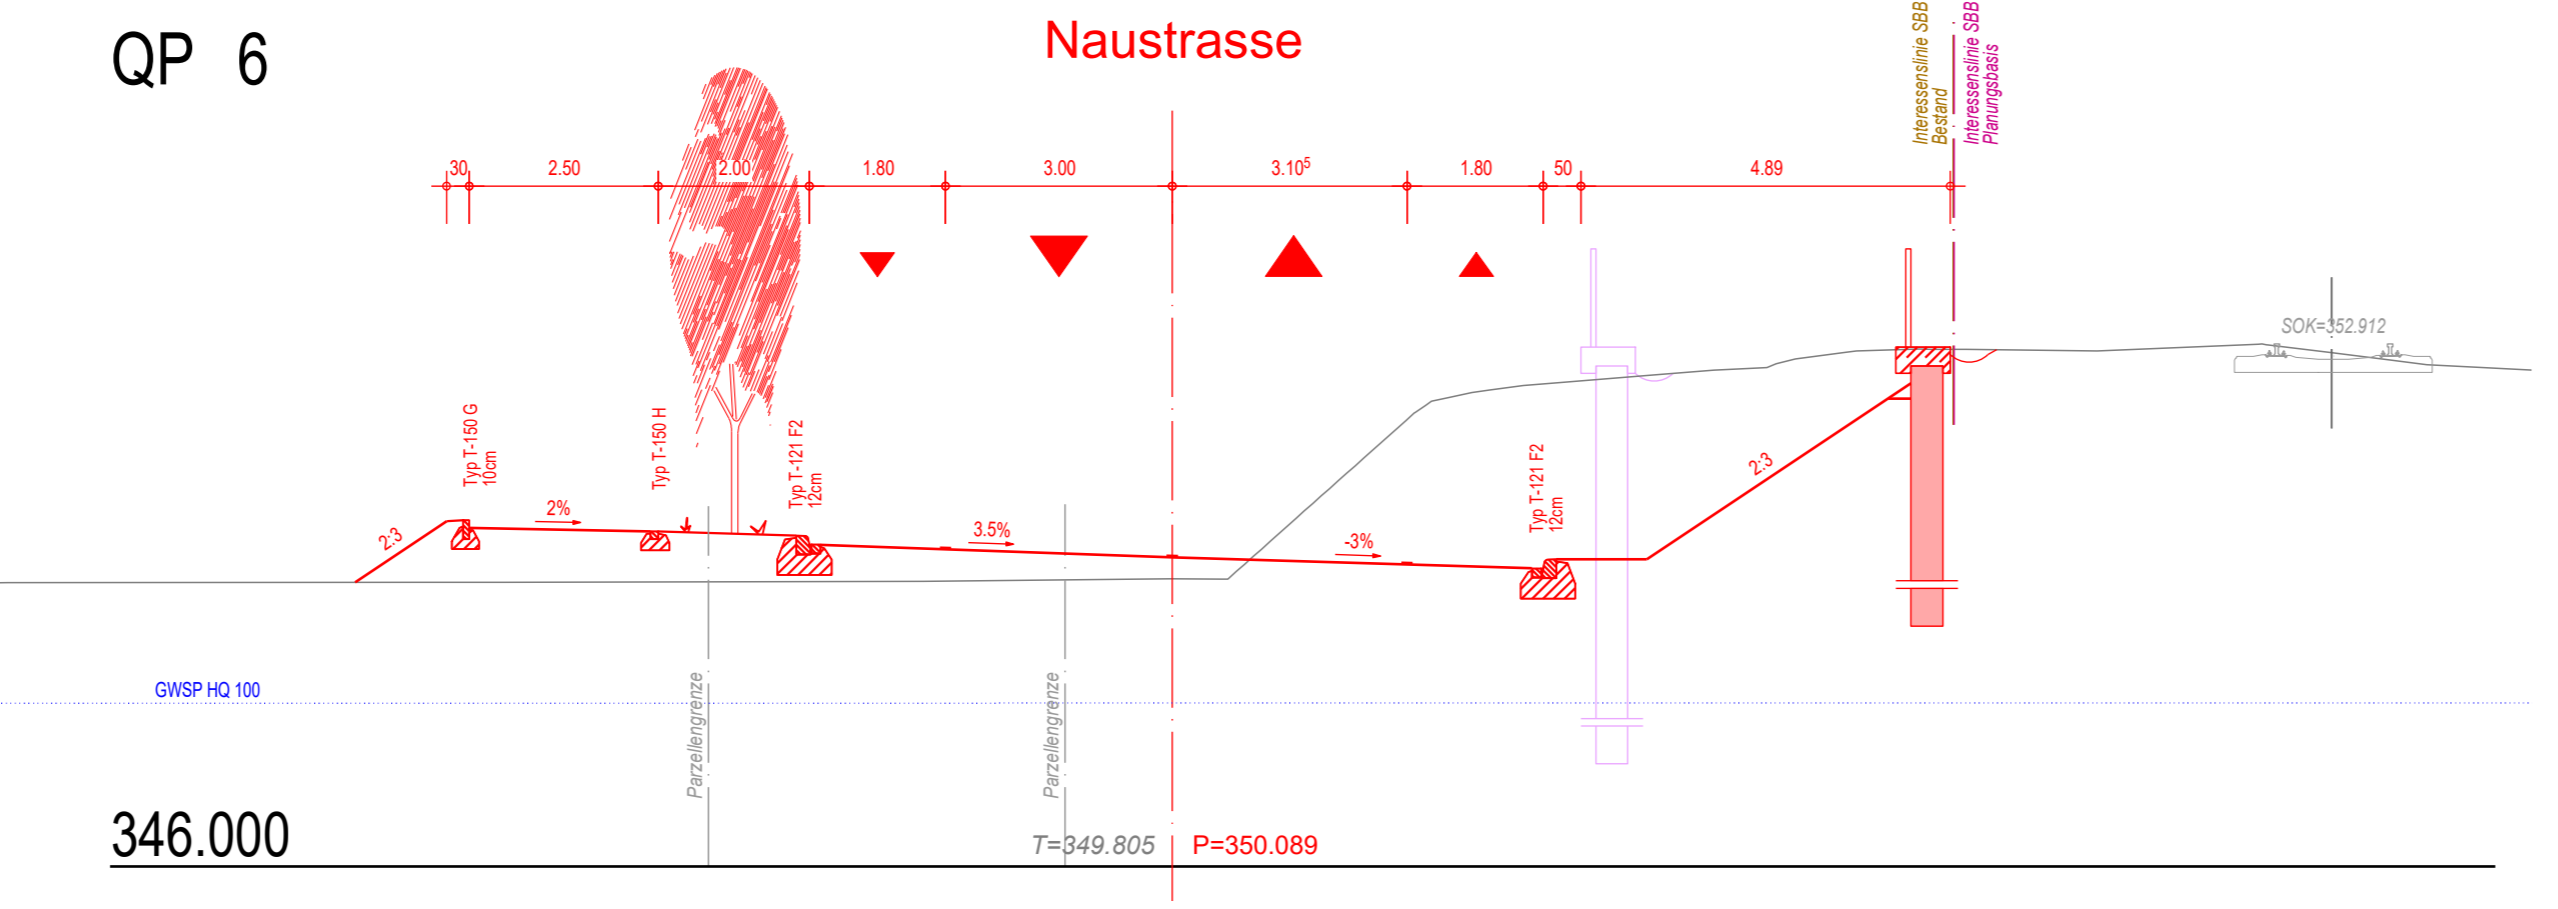 QP 6
Naustrasse
Interessenslinie SBB
Bestand
Interessenslinie SBB
Planungsbasis
30
2.50
2.00
1.80
3.00
3.10⁵
1.80
50
4.89
SOK=352.912
Typ T-150 G
10cm
Typ T-150 H
Typ T-121 F2
12cm
Typ T-121 F2
12cm
2:3
2%
3.5%
-3%
2:3
GWSP HQ 100
Parzellengrenze
Parzellengrenze
346.000
T=349.805
P=350.089